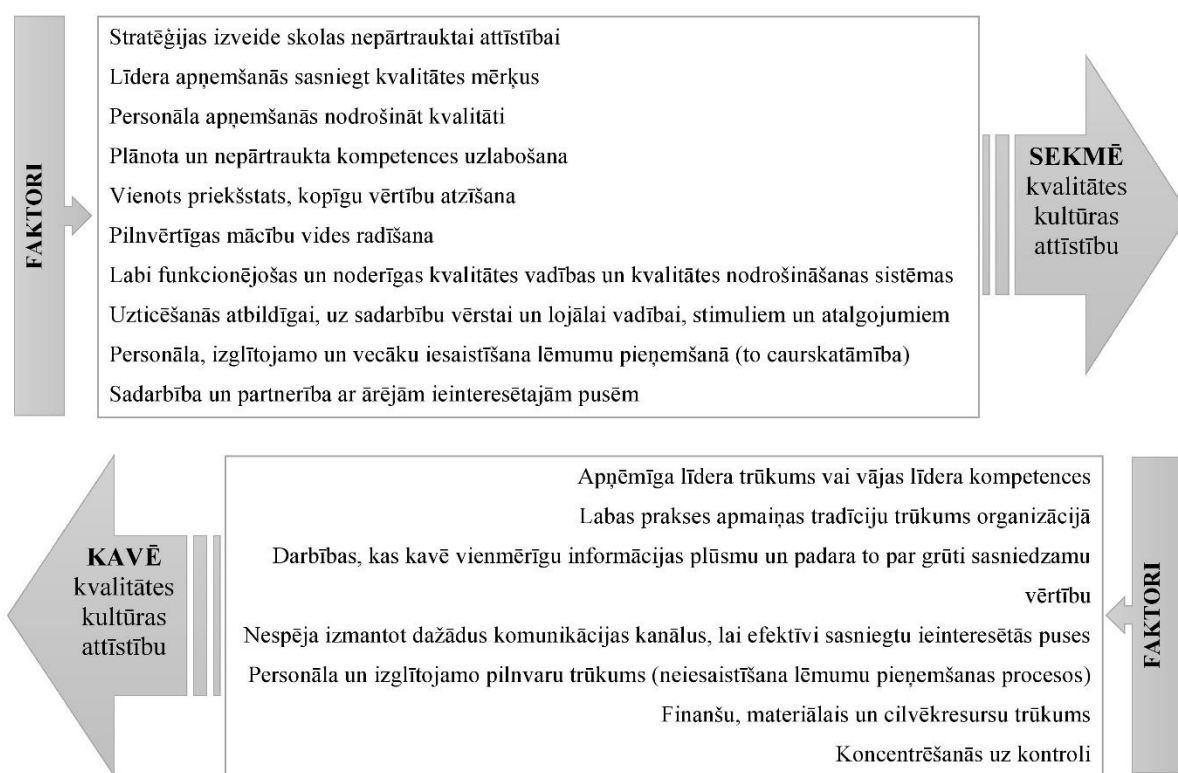 FAKTORI
Stratēģijas izveide skolas nepārtrauktai attīstībai
Līdera apņemšanās sasniegt kvalitātes mērķus
Personāla apņemšanās nodrošināt kvalitāti
Plānota un nepārtraukta kompetences uzlabošana
Vienots priekšstats, kopīgu vērtību atzīšana
Pilnvērtīgas mācību vides radīšana
Labi funkcionējošas un noderīgas kvalitātes vadības un kvalitātes nodrošināšanas sistēmas
Uzticēšanās atbildīgai, uz sadarbību vērstai un lojālai vadībai, stimuliem un atalgojumiem
Personāla, izglītojamo un vecāku iesaistīšana lēmumu pieņemšanā (to caurskatāmība)
Sadarbība un partnerība ar ārējām ieinteresētajām pusēm
SEKMĒ
kvalitātes
kultūras
attīstību
KAVĒ
kvalitātes
kultūras
attīstību
Apņēmīga līdera trūkums vai vājas līdera kompetences
Labas prakses apmaiņas tradīciju trūkums organizācijā
Darbības, kas kavē vienmērīgu informācijas plūsmu un padara to par grūti sasniedzamu
vērtību
Nespēja izmantot dažādus komunikācijas kanālus, lai efektīvi sasniegtu ieinteresētās puses
Personāla un izglītojamo pilnvaru trūkums (neiesaistīšana lēmumu pieņemšanas procesos)
Finanšu, materiālais un cilvēkresursu trūkums
Koncentrēšanās uz kontroli
FAKTORI